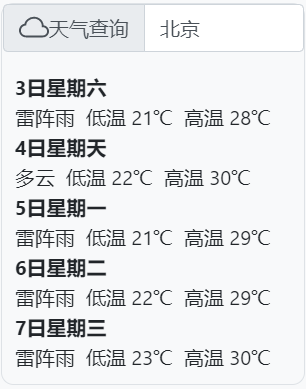 天气查询 北京
3日星期六
雷阵雨 低温 21℃ 高温 28℃
4日星期天
多云 低温 22℃ 高温 30℃
5日星期一
雷阵雨 低温 21℃ 高温 29℃
6日星期二
雷阵雨 低温 22℃ 高温 29℃
7日星期三
雷阵雨 低温 23℃ 高温 30℃